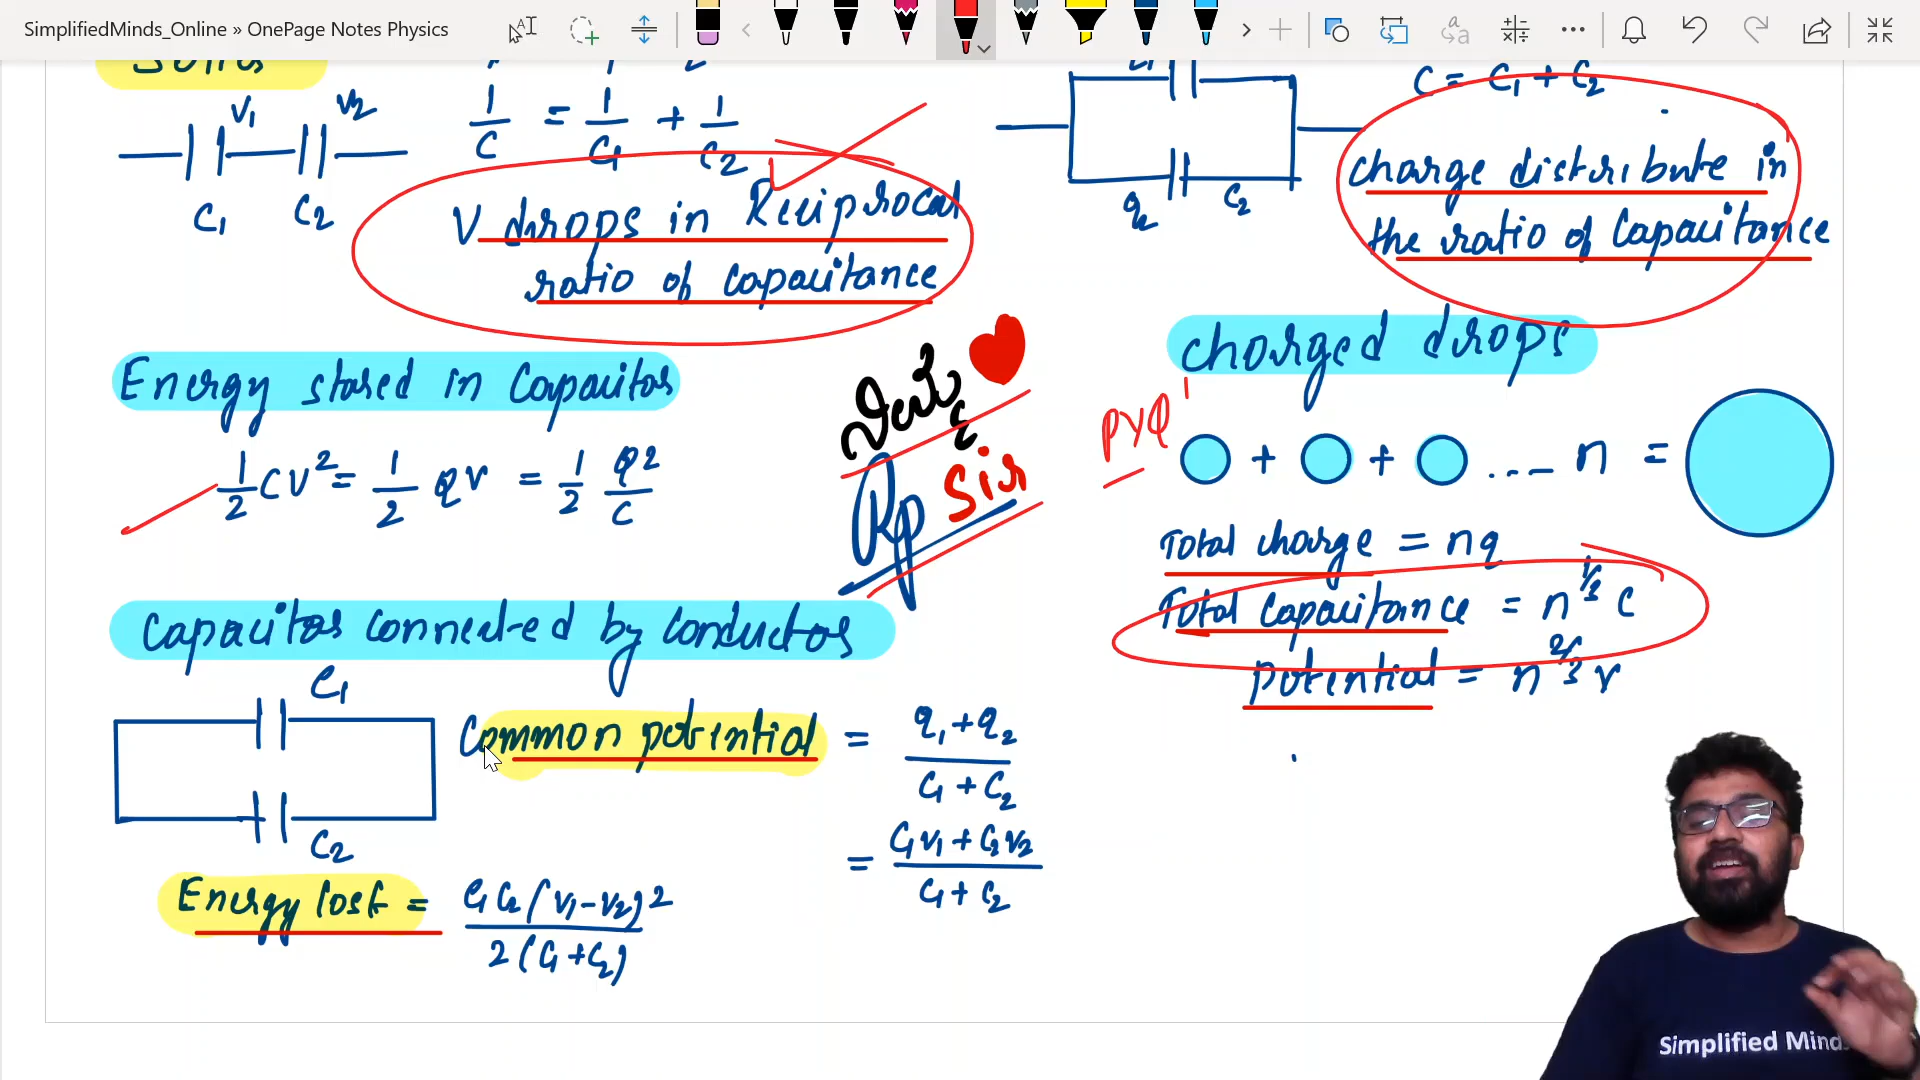 SimplifiedMinds_Online » OnePage Notes Physics
V1 V2
1/C = 1/C1 + 1/C2
C1 C2
V drops in Reciprocal
ratio of capacitance
C = C1 + C2
q2 C2
charge distribute in
the ratio of Capacitance
Energy stored in Capacitor
1/2 CV² = 1/2 QV = 1/2 Q²/C
Rp Sir
charged drops
PYQ
+ + ... n =
Total charge = nq
Total Capacitance = n^1/3 C
potential = n^2/3 V
Capacitor connected by conductor
C1
C2
Common potential = q1+q2 / C1+C2
= C1V1+C2V2 / C1+C2
Energy lost = C1C2(V1-V2)² / 2(C1+C2)
Simplified Mind